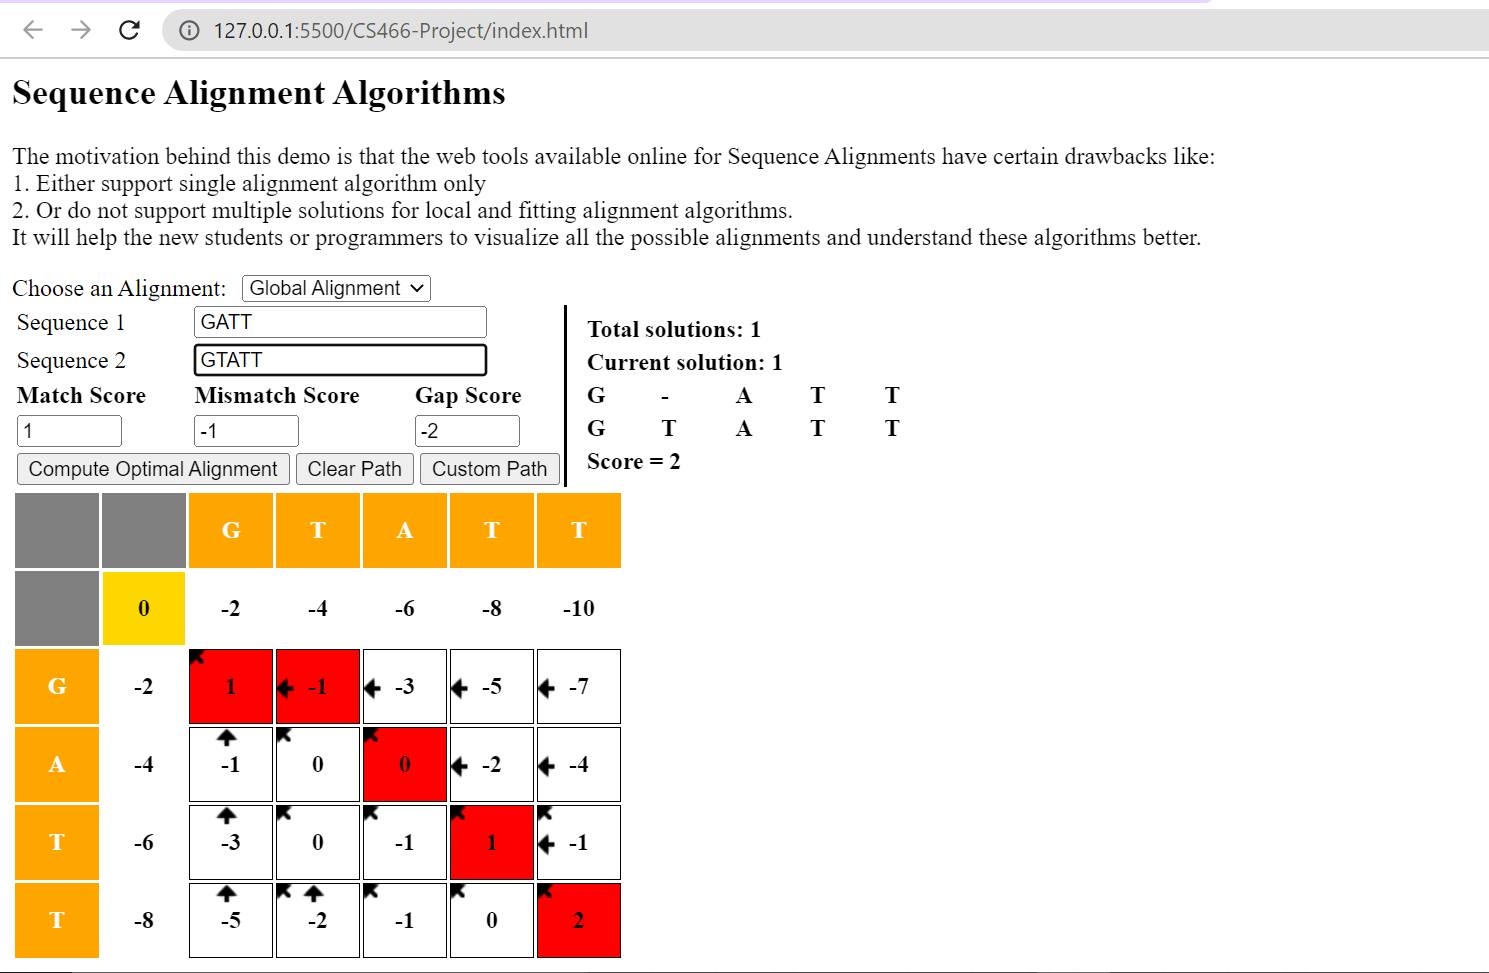 127.0.0.1:5500/CS466-Project/index.html
Sequence Alignment Algorithms
The motivation behind this demo is that the web tools available online for Sequence Alignments have certain drawbacks like:
1. Either support single alignment algorithm only
2. Or do not support multiple solutions for local and fitting alignment algorithms.
It will help the new students or programmers to visualize all the possible alignments and understand these algorithms better.
Choose an Alignment: Global Alignment
Sequence 1 GATT
Sequence 2 GTATT
Match Score Mismatch Score Gap Score
1 -1 -2
Compute Optimal Alignment Clear Path Custom Path
Total solutions: 1
Current solution: 1
G - A T T
G T A T T
Score = 2
G T A T T
0 -2 -4 -6 -8 -10
G -2 1 -1 -3 -5 -7
A -4 -1 0 0 -2 -4
T -6 -3 0 -1 1 -1
T -8 -5 -2 -1 0 2